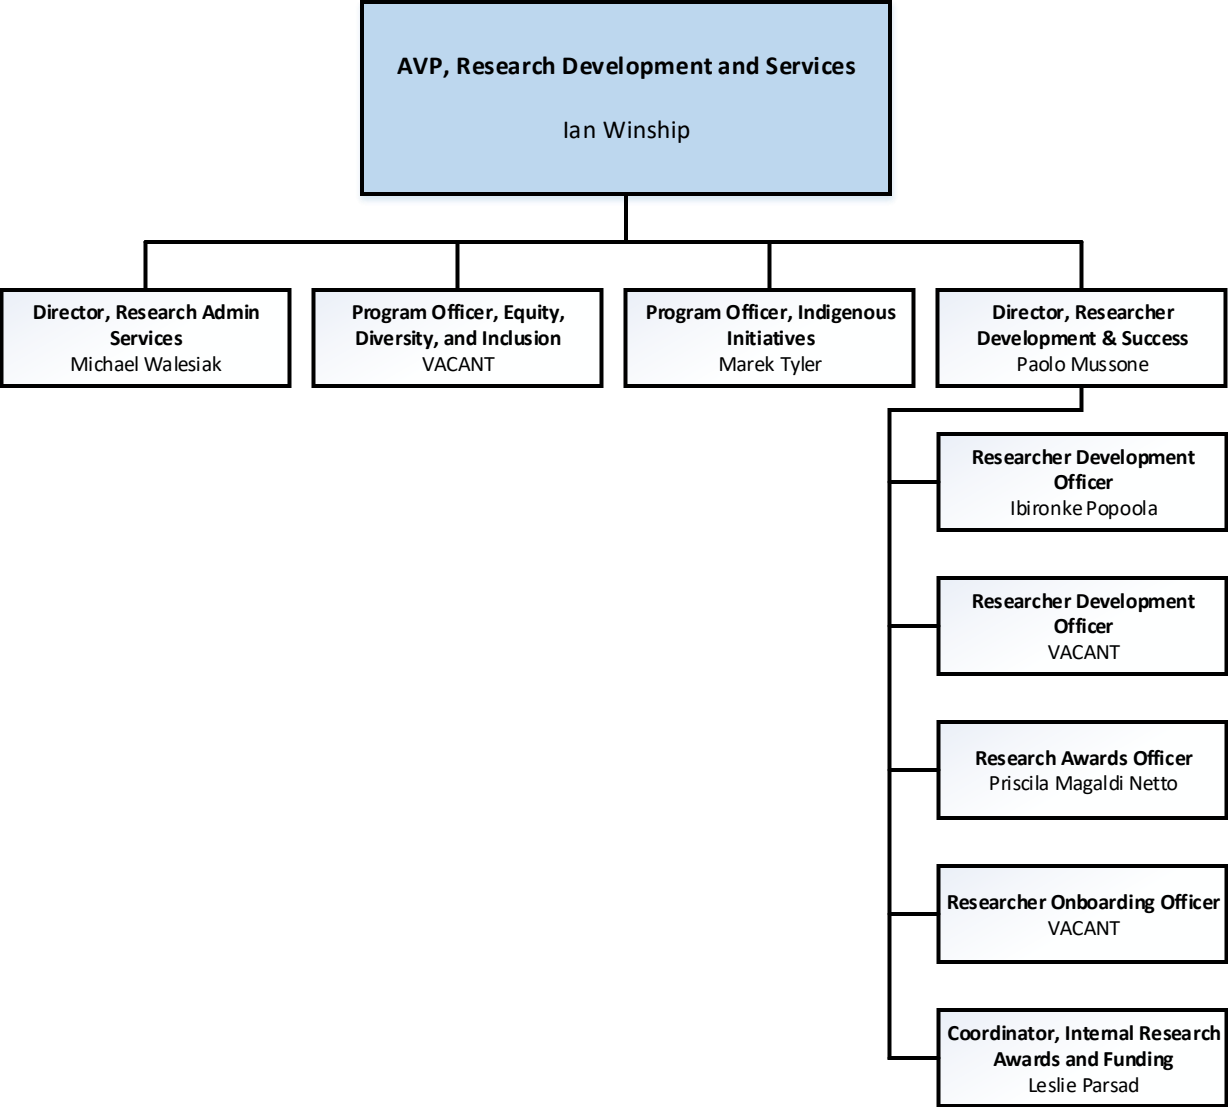 AVP, Research Development and Services
Ian Winship
Director, Research Admin
Services
Michael Walesiak
Program Officer, Equity,
Diversity, and Inclusion
VACANT
Program Officer, Indigenous
Initiatives
Marek Tyler
Director, Researcher
Development & Success
Paolo Mussone
Researcher Development
Officer
Ibironke Popoola
Researcher Development
Officer
VACANT
Research Awards Officer
Priscila Magaldi Netto
Researcher Onboarding Officer
VACANT
Coordinator, Internal Research
Awards and Funding
Leslie Parsad